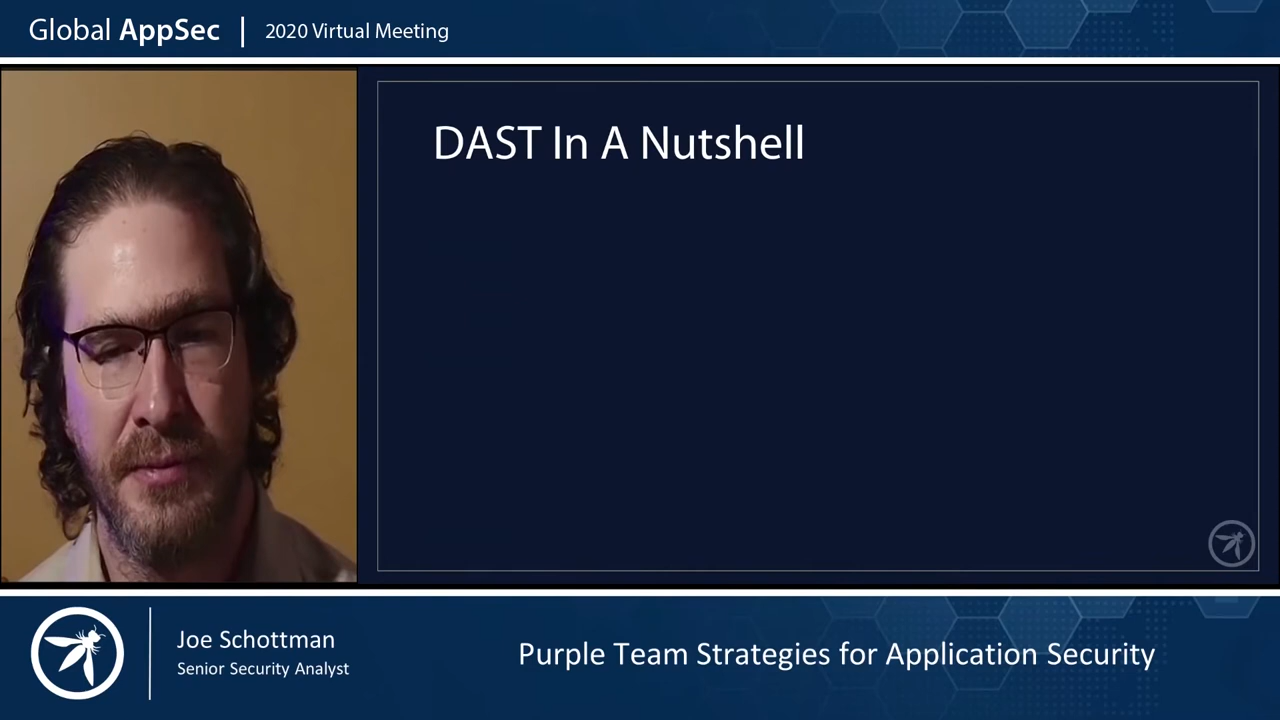 Global AppSec | 2020 Virtual Meeting
DAST In A Nutshell
Joe Schottman
Senior Security Analyst
Purple Team Strategies for Application Security